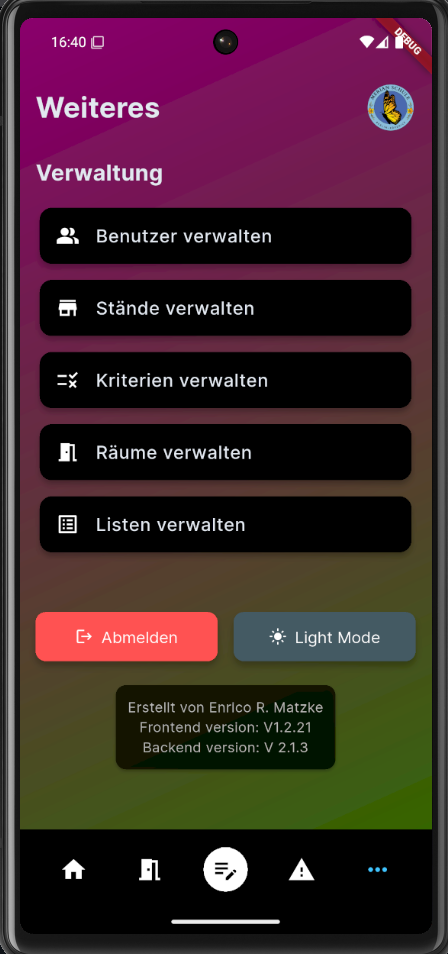 16:40
DEBUG
Weiteres
Verwaltung
Benutzer verwalten
Stände verwalten
Kriterien verwalten
Räume verwalten
Listen verwalten
Abmelden
Light Mode
Erstellt von Enrico R. Matzke
Frontend version: V1.2.21
Backend version: V 2.1.3